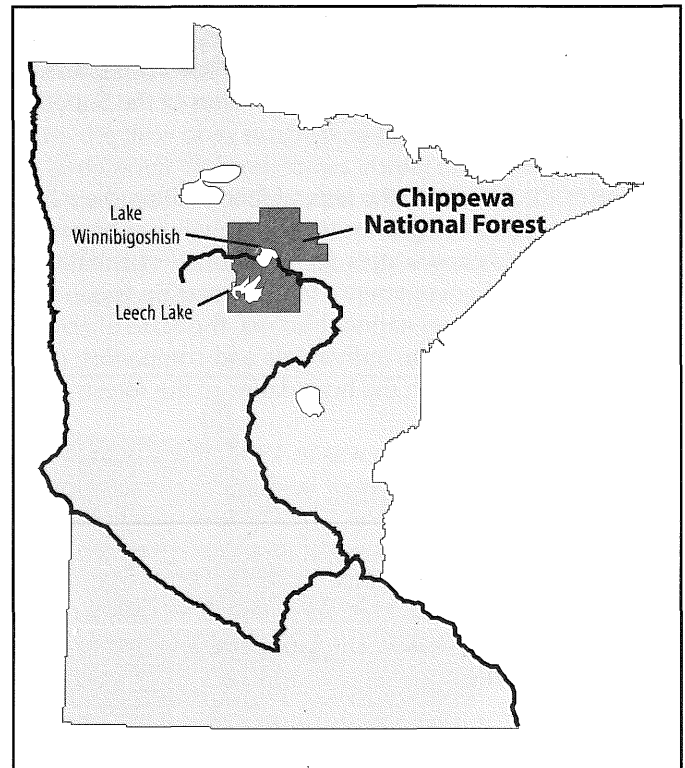 Chippewa
National Forest
Lake
Winnibigoshish
Leech Lake